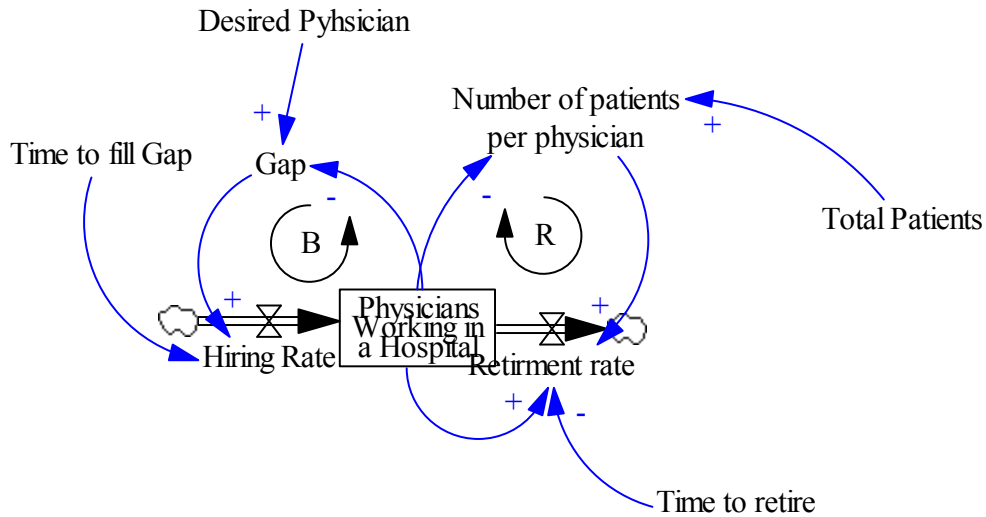 Desired Pyhsician
+
Number of patients
per physician
+
Time to fill Gap
Gap
-
-
Total Patients
B
R
+
+
Physicians
Working in
a Hospital
Hiring Rate
Retirment rate
+
-
Time to retire